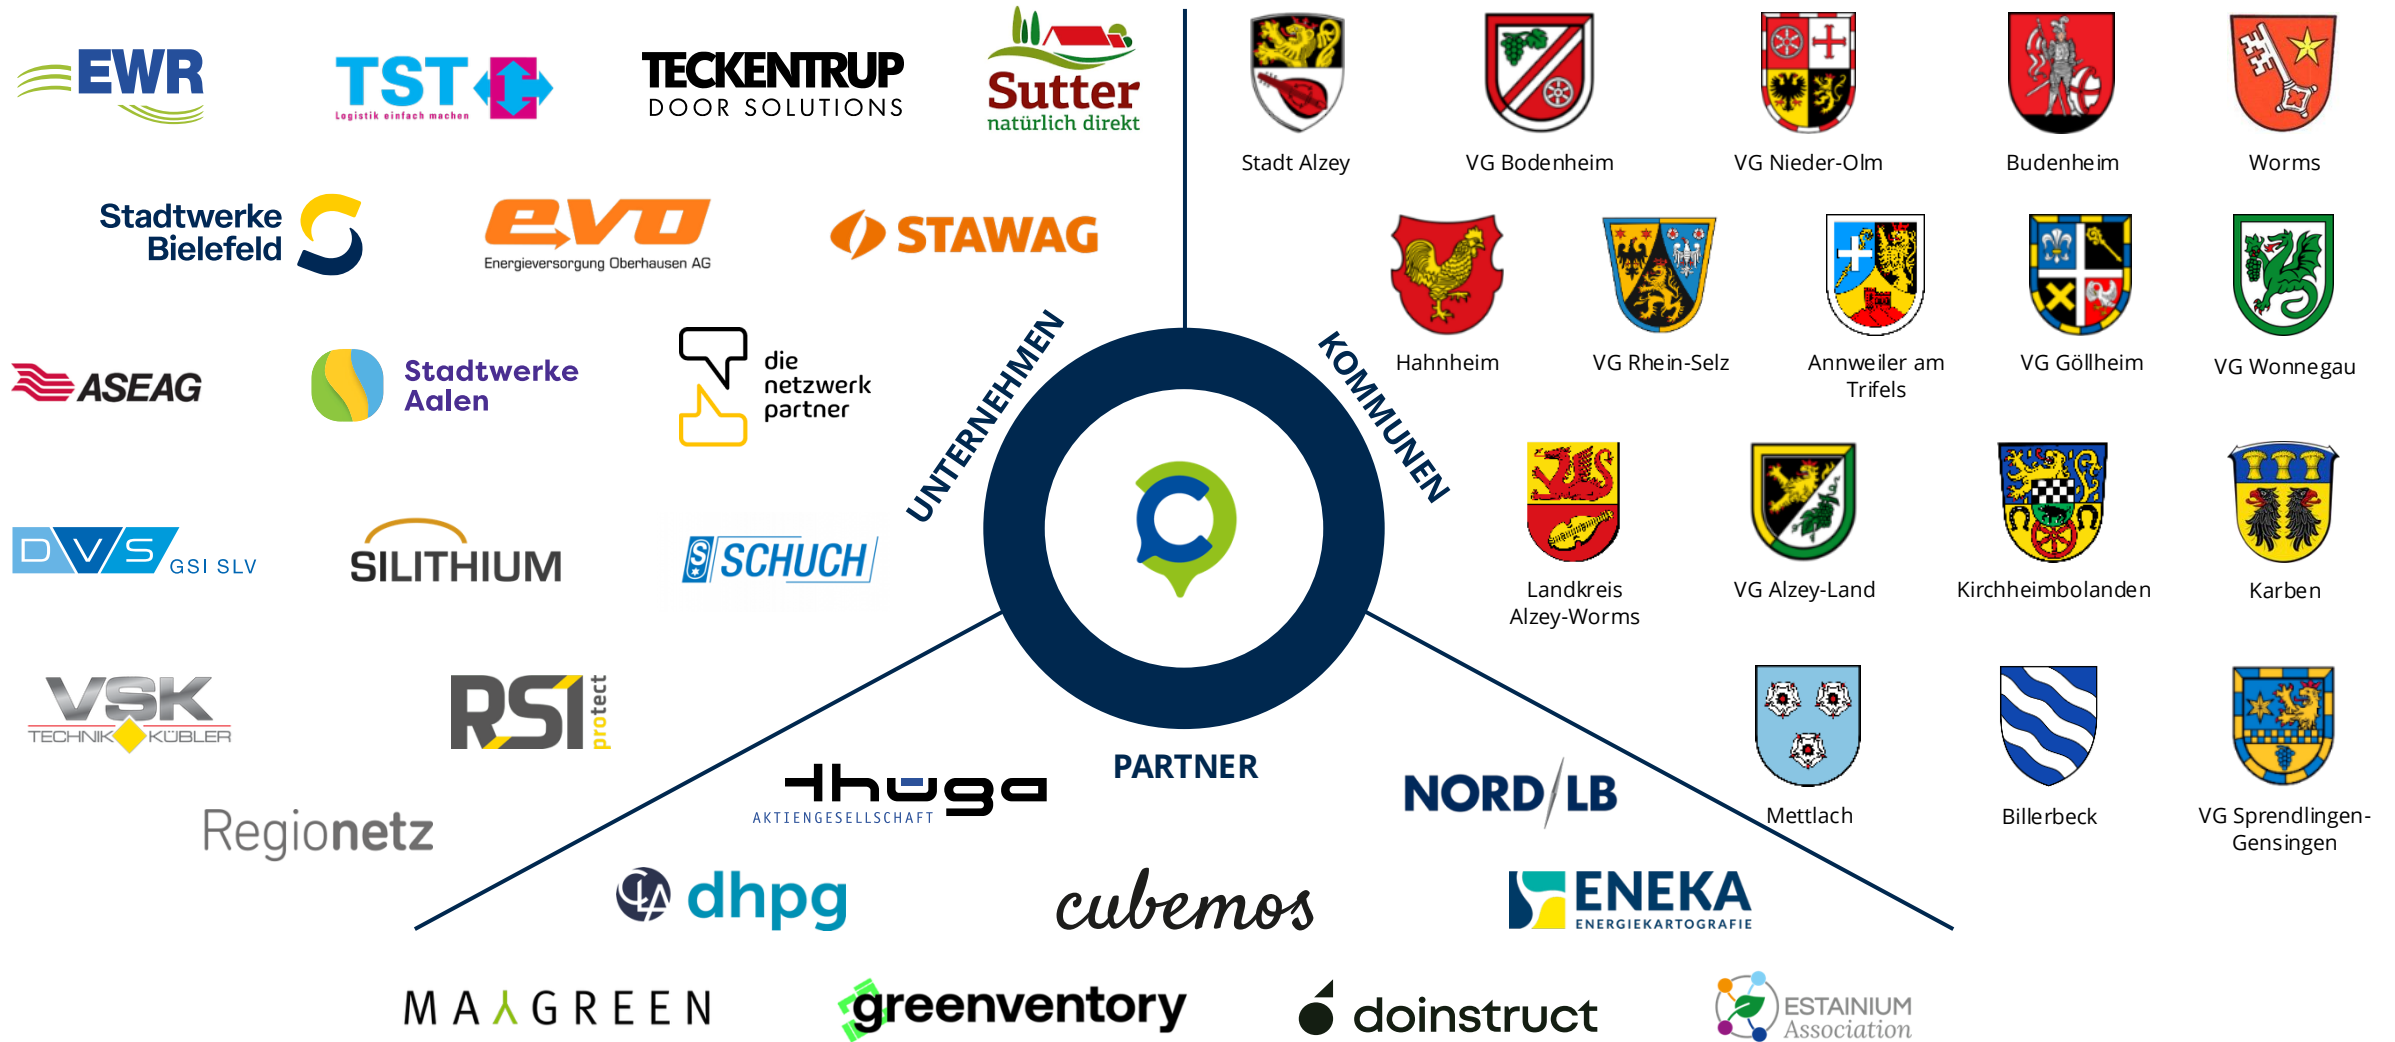 EWR
TST
Logistik einfach machen
TECKENTRUP
DOOR SOLUTIONS
Sutter
natürlich direkt
Stadtwerke
Bielefeld
evo
Energieversorgung Oberhausen AG
STAWAG
ASEAG
Stadtwerke
Aalen
die
netzwerk
partner
DVS
GSI SLV
SILITHIUM
S
SCHUCH
VSK
TECHNIK KÜBLER
RSI
protect
Regionetz
UNTERNEHMEN
KOMMUNEN
Stadt Alzey
VG Bodenheim
VG Nieder-Olm
Budenheim
Worms
Hahnheim
VG Rhein-Selz
Annweiler am
Trifels
VG Göllheim
VG Wonnegau
Landkreis
Alzey-Worms
VG Alzey-Land
Kirchheimbolanden
Karben
Mettlach
Billerbeck
VG Sprendlingen-
Gensingen
PARTNER
thüga
AKTIENGESELLSCHAFT
NORD/LB
CLA
dhpg
cubemos
ENEKA
ENERGIEKARTOGRAFIE
MAYGREEN
greenventory
doinstruct
ESTAINIUM
Association